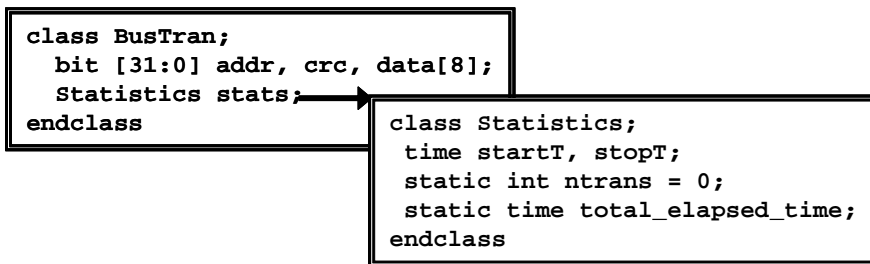 class BusTran;
bit [31:0] addr, crc, data[8];
Statistics stats;
endclass
class Statistics;
time startT, stopT;
static int ntrans = 0;
static time total_elapsed_time;
endclass